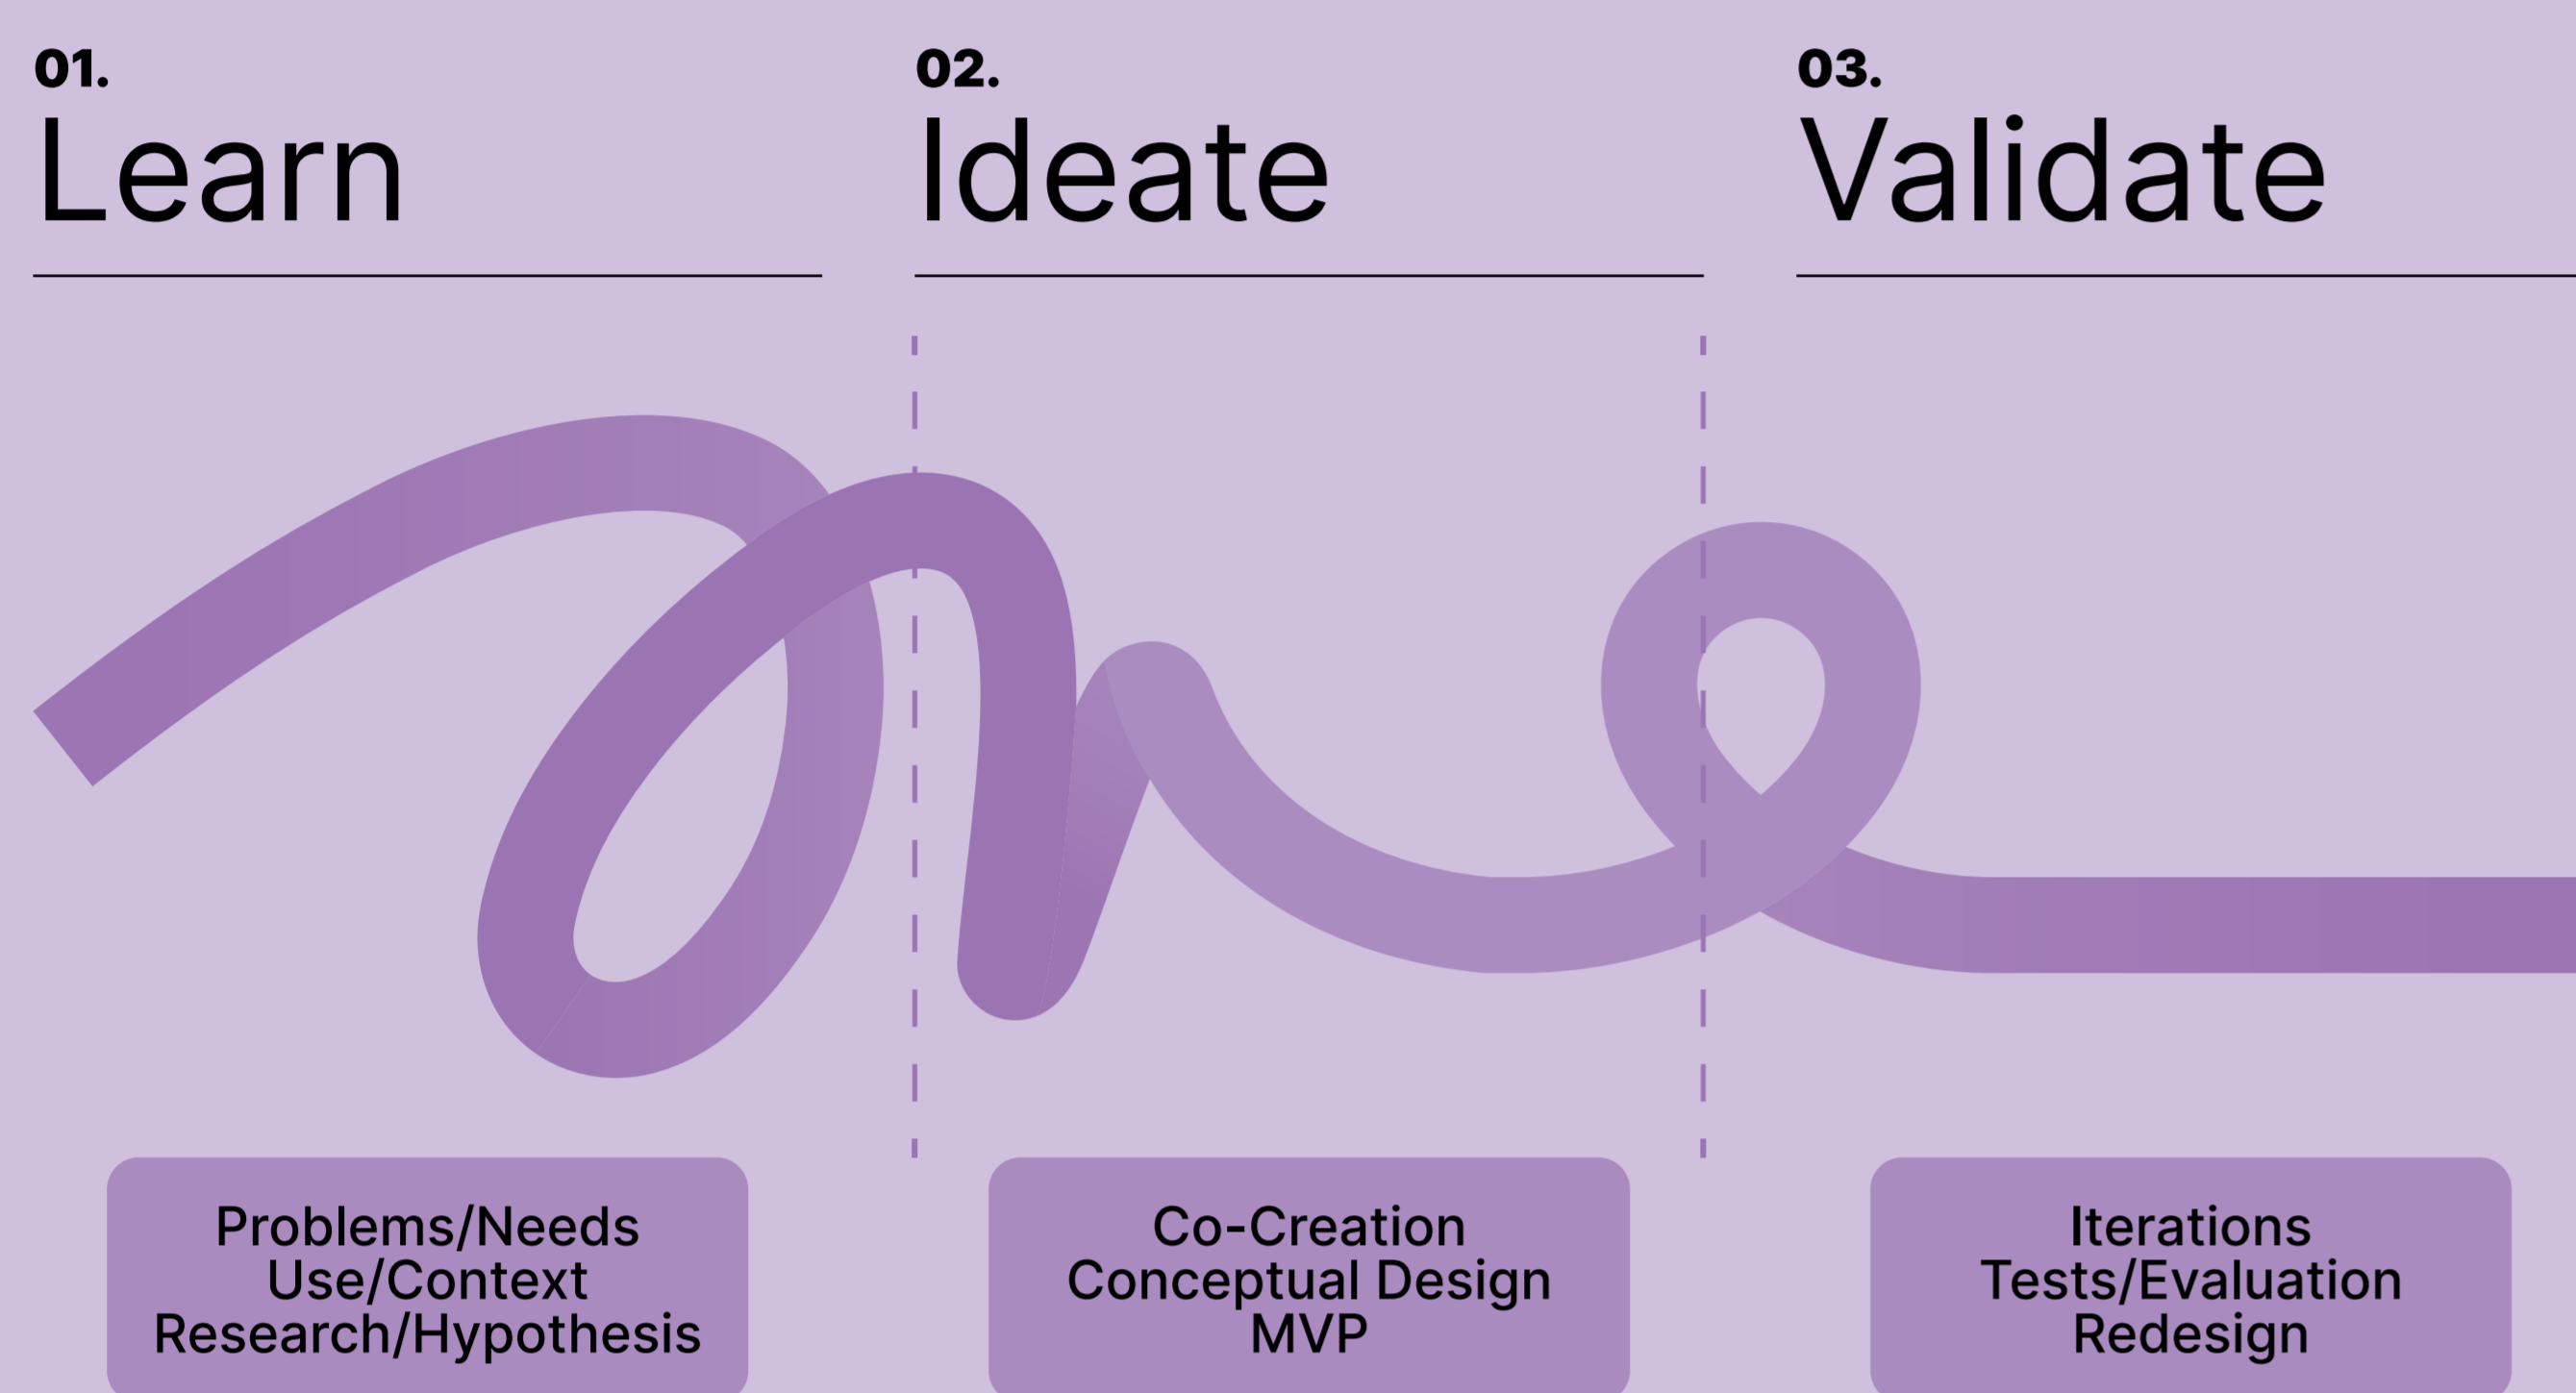 01.
Learn
02.
Ideate
03.
Validate
Problems/Needs
Use/Context
Research/Hypothesis
Co-Creation
Conceptual Design
MVP
Iterations
Tests/Evaluation
Redesign